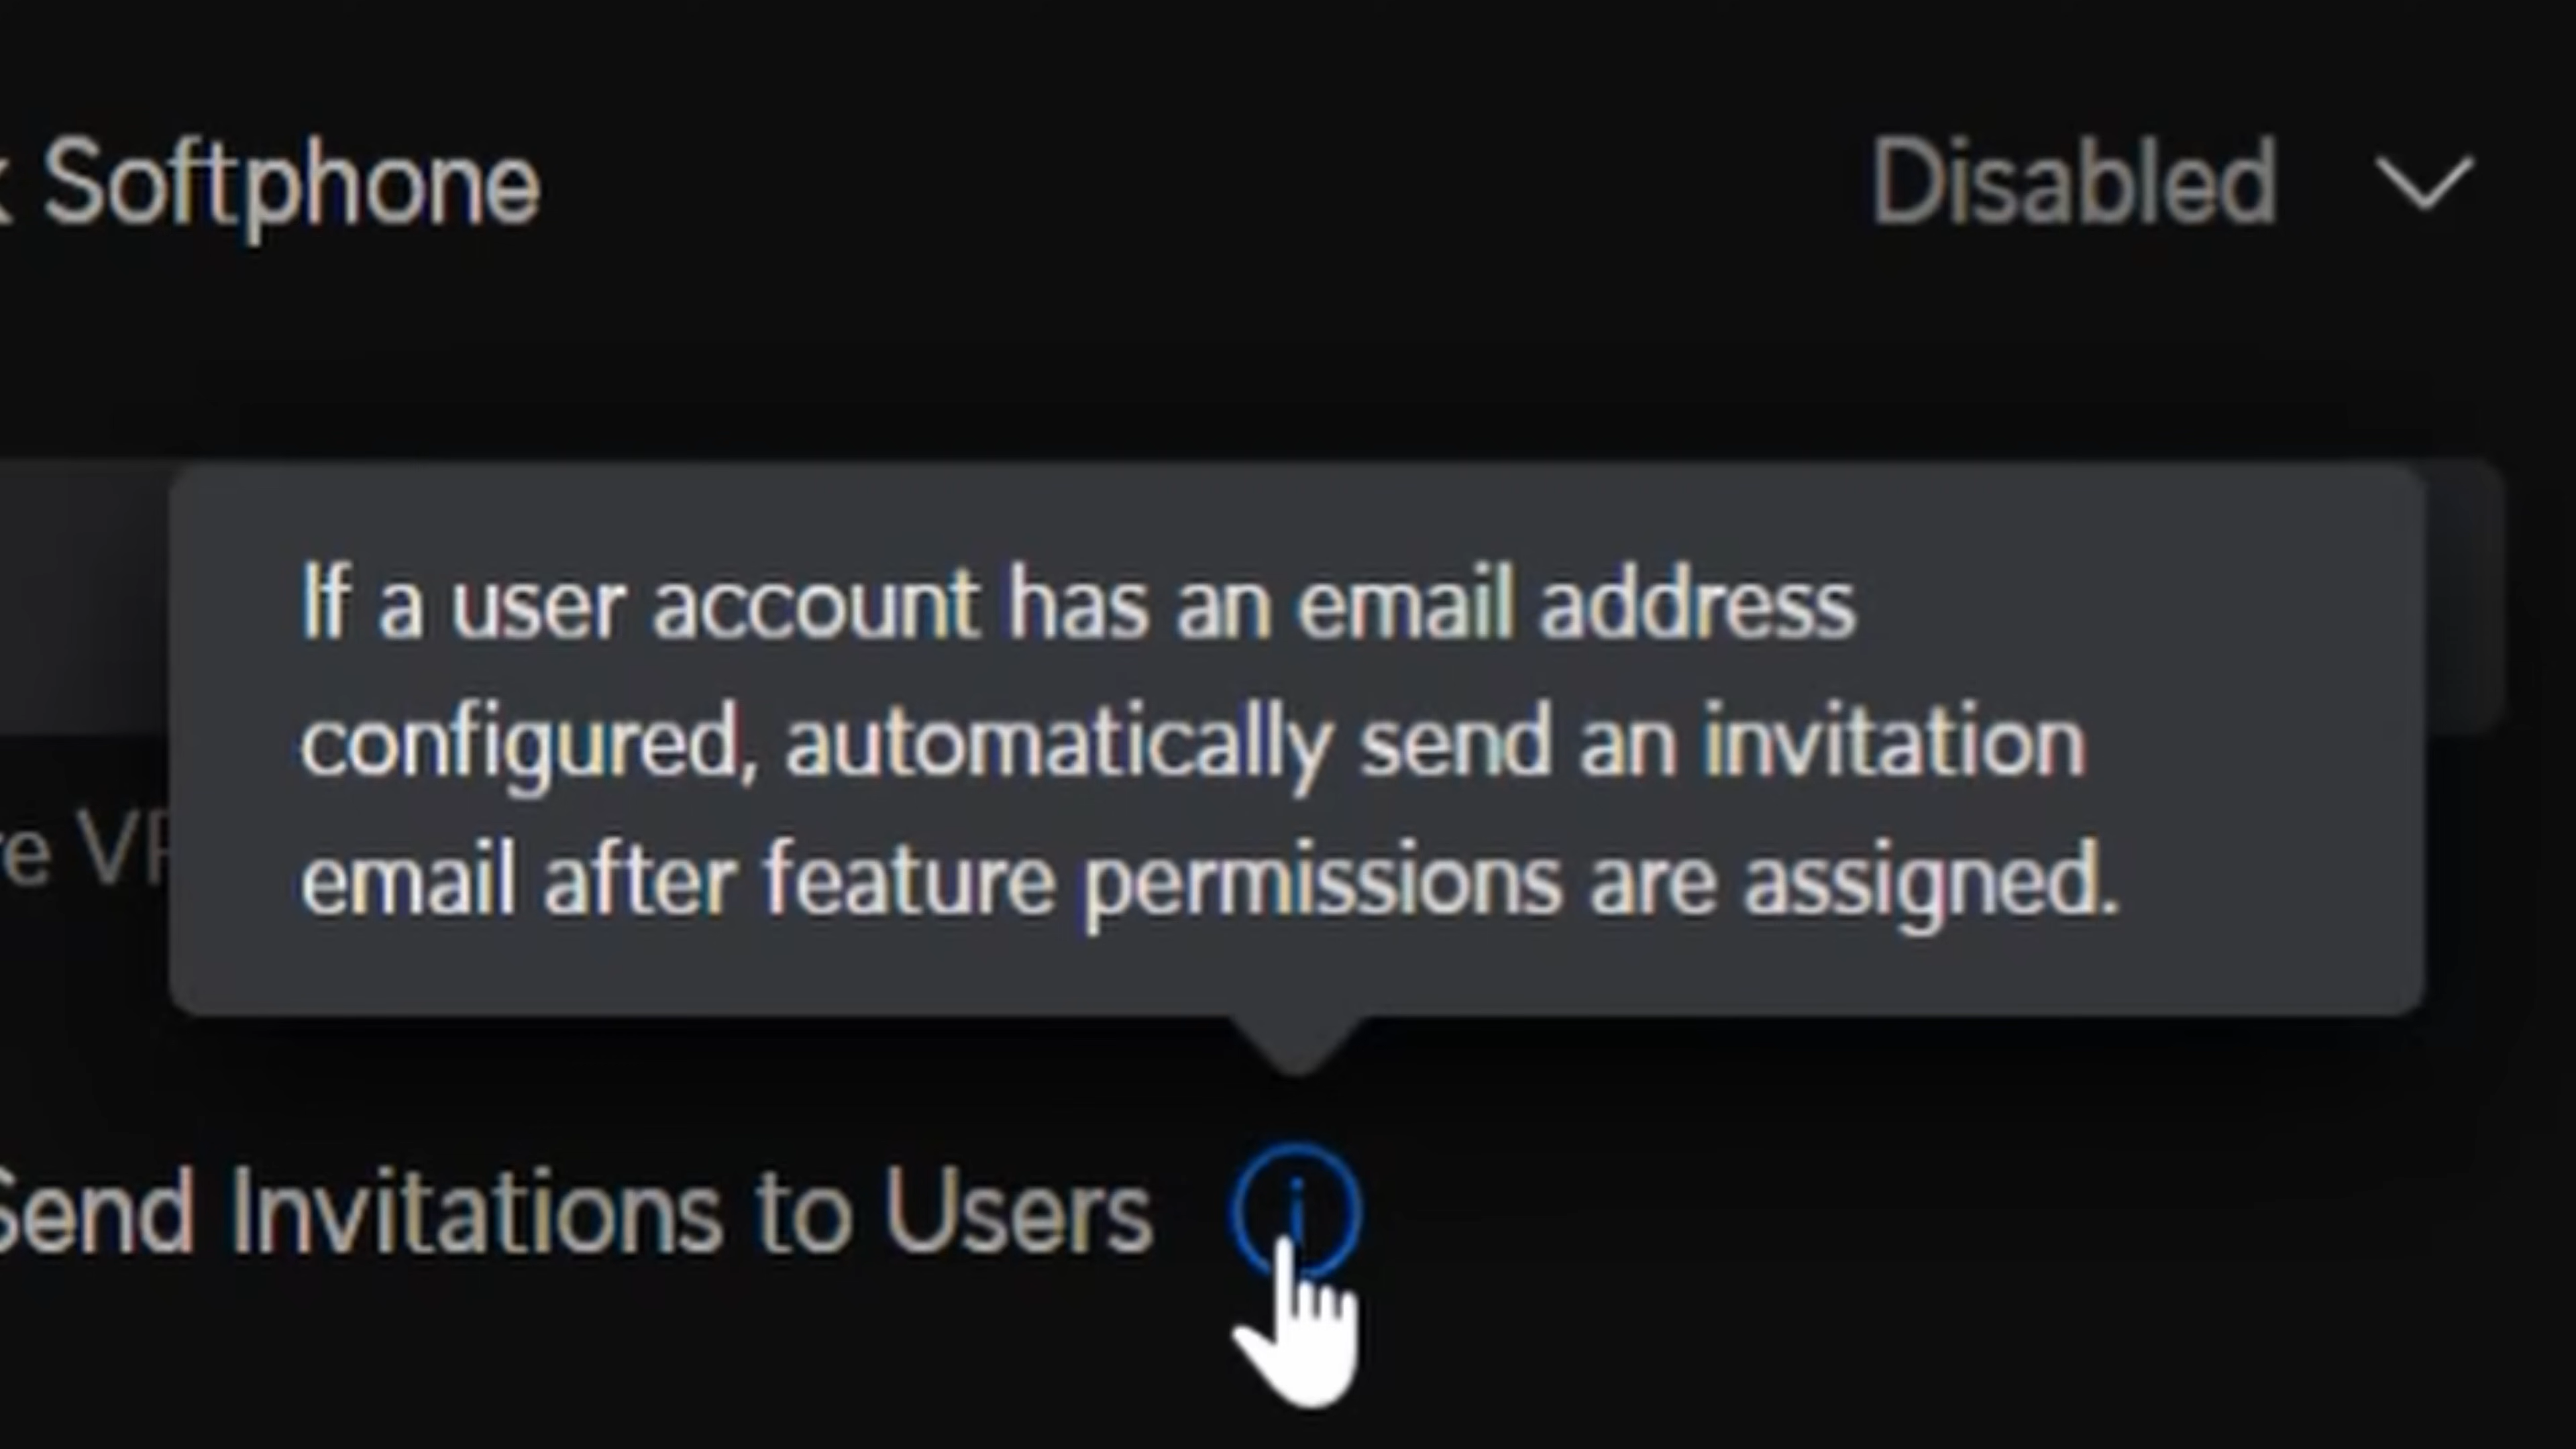 Softphone
Disabled
If a user account has an email address
configured, automatically send an invitation
email after feature permissions are assigned.
Send Invitations to Users